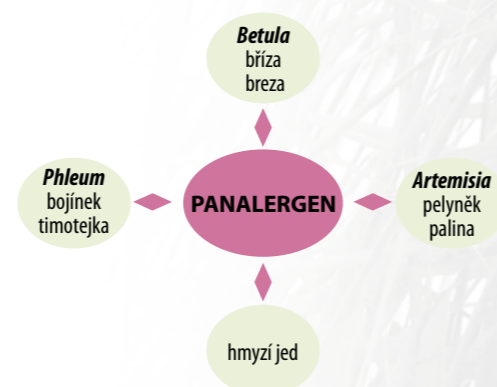 Betula
bříza
breza
Phleum
bojínek
timotejka
PANALERGEN
Artemisia
pelyněk
palina
hmyzí jed